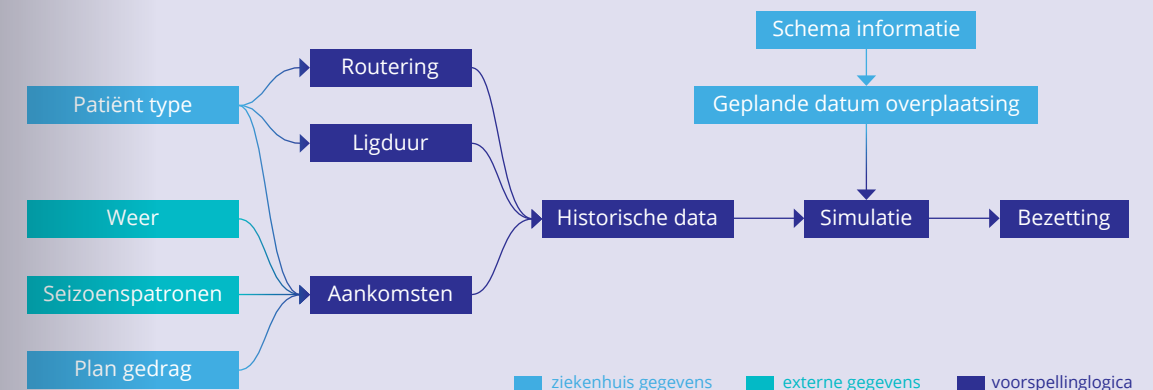 Schema informatie
Routering
Patiënt type
Geplande datum overplaatsing
Ligduur
Weer
Historische data
Simulatie
Bezetting
Seizoenspatronen
Aankomsten
Plan gedrag
ziekenhuis gegevens
externe gegevens
voorspellinglogica